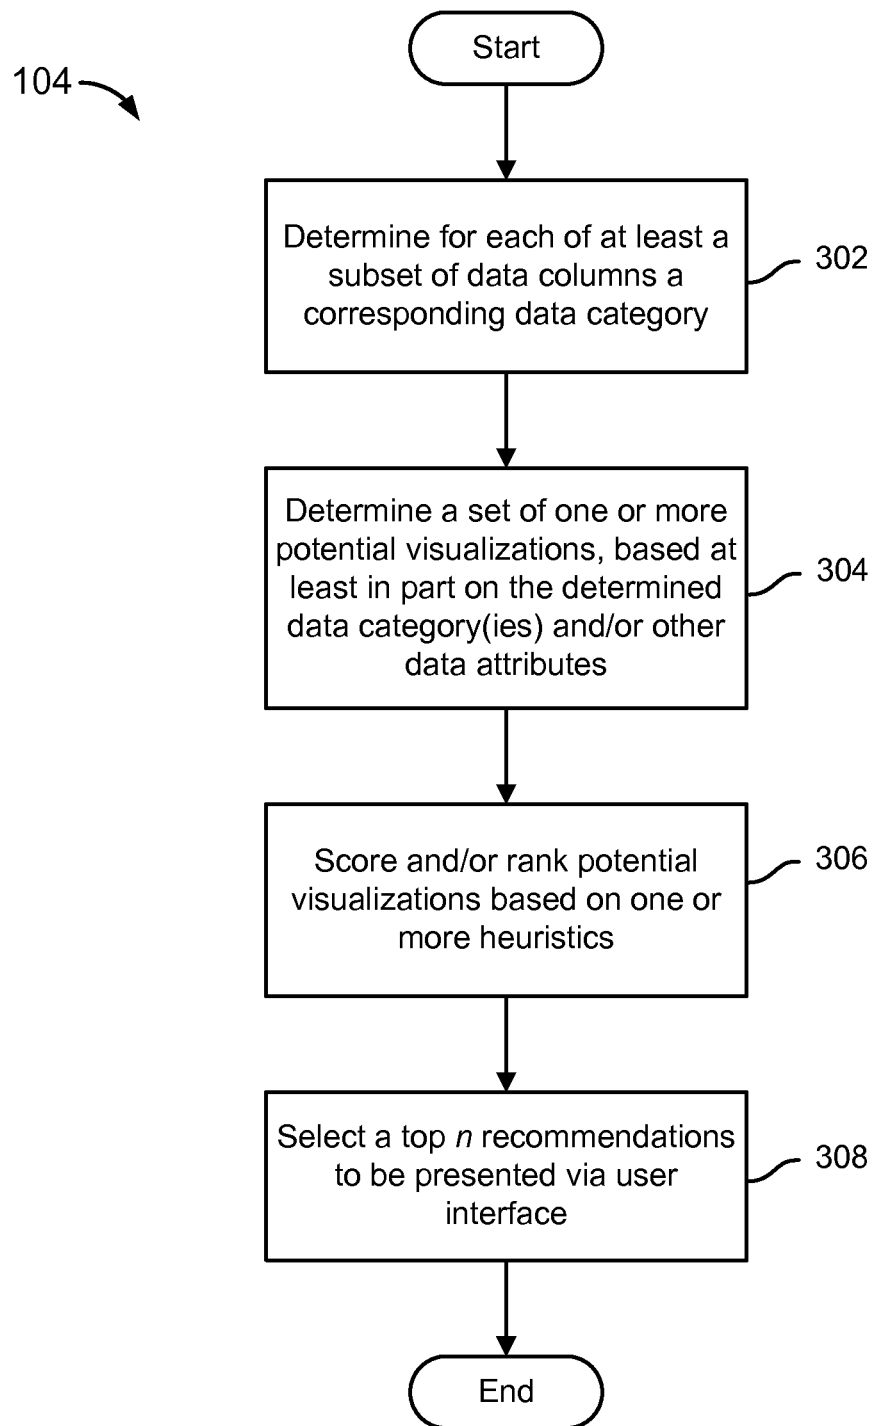 Start
104
Determine for each of at least a
subset of data columns a
corresponding data category
302
Determine a set of one or more
potential visualizations, based at
least in part on the determined
data category(ies) and/or other
data attributes
304
Score and/or rank potential
visualizations based on one or
more heuristics
306
Select a top n recommendations
to be presented via user
interface
308
End